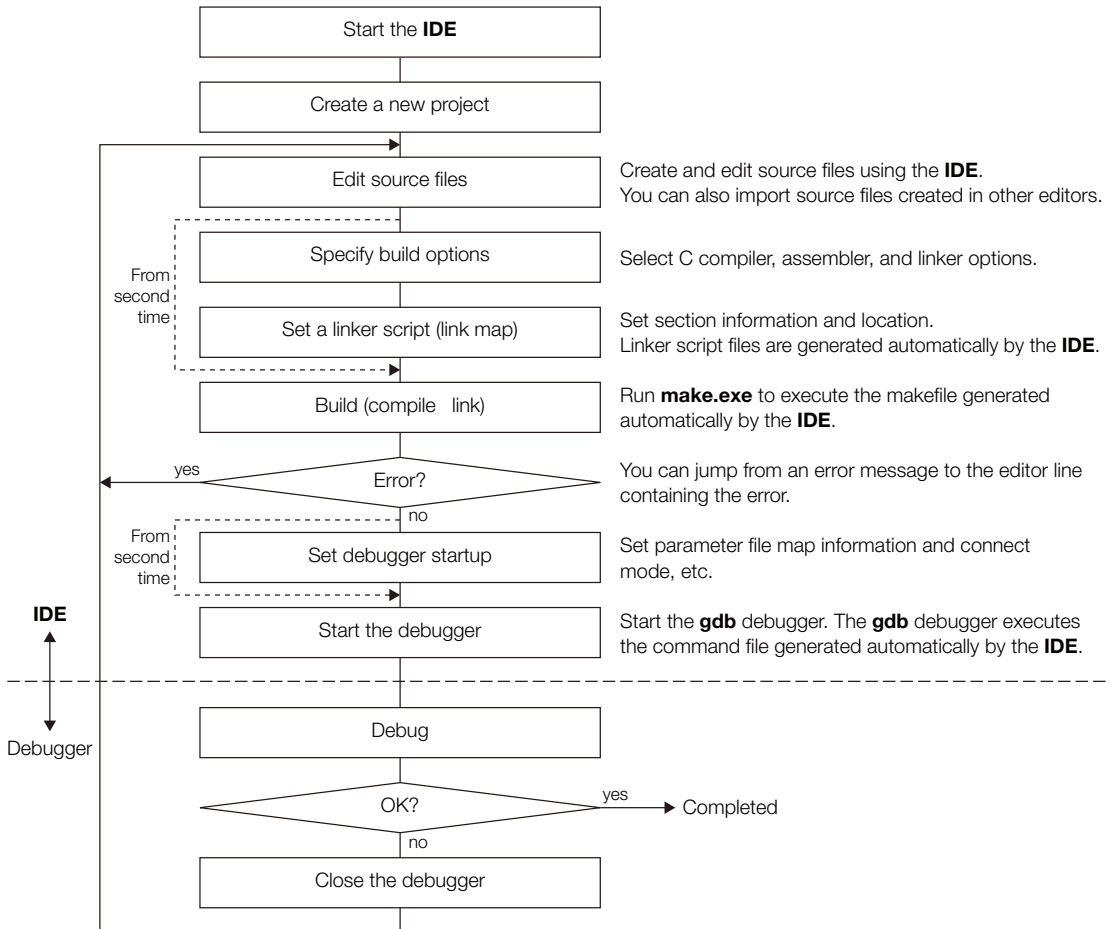 Start the IDE
Create a new project
Edit source files
Create and edit source files using the IDE.
You can also import source files created in other editors.
From
second
time
Specify build options
Select C compiler, assembler, and linker options.
Set a linker script (link map)
Set section information and location.
Linker script files are generated automatically by the IDE.
Build (compile link)
Run make.exe to execute the makefile generated
automatically by the IDE.
yes
Error?
You can jump from an error message to the editor line
containing the error.
no
From
second
time
Set debugger startup
Set parameter file map information and connect
mode, etc.
IDE
Start the debugger
Start the gdb debugger. The gdb debugger executes
the command file generated automatically by the IDE.
Debugger
Debug
OK?
yes
Completed
no
Close the debugger